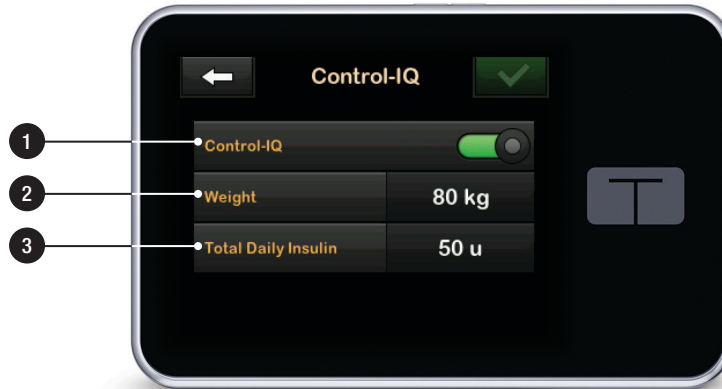 Control-IQ
1
Control-IQ
2
Weight
80 kg
3
Total Daily Insulin
50 u